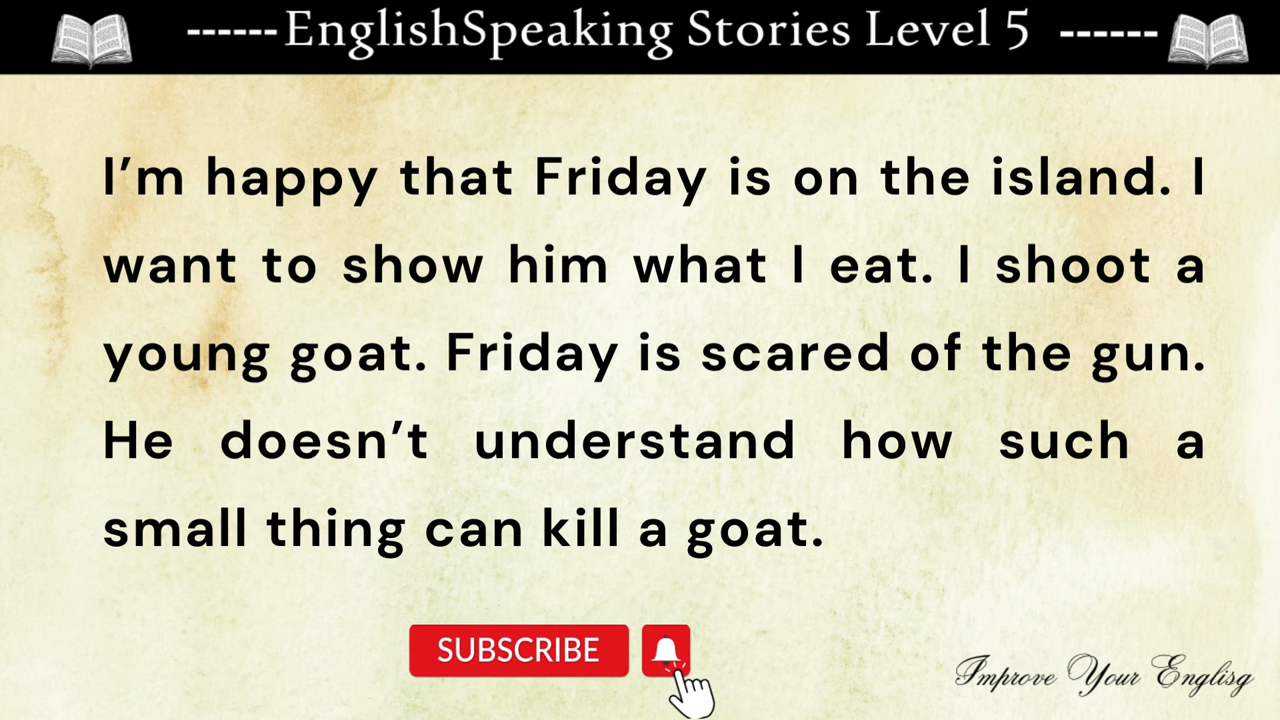 ------EnglishSpeaking Stories Level 5 ------
I’m happy that Friday is on the island. I
want to show him what I eat. I shoot a
young goat. Friday is scared of the gun.
He doesn’t understand how such a
small thing can kill a goat.
SUBSCRIBE
Improve Your Englisg